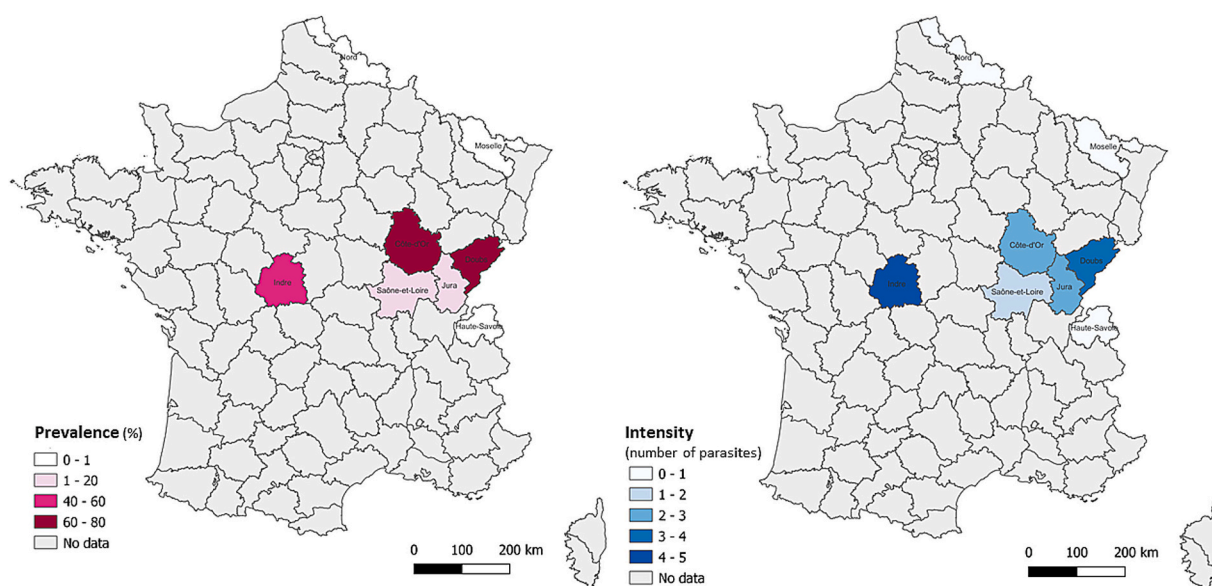 Nord
Moselle
Côte-d'Or
Doubs
Indre
Saône-et-Loire
Jura
Haute-Savoie
Prevalence (%)
0 - 1
1 - 20
40 - 60
60 - 80
No data
0 100 200 km
Nord
Moselle
Côte-d'Or
Doubs
Indre
Saône-et-Loire
Jura
Haute-Savoie
Intensity
(number of parasites)
0 - 1
1 - 2
2 - 3
3 - 4
4 - 5
No data
0 100 200 km